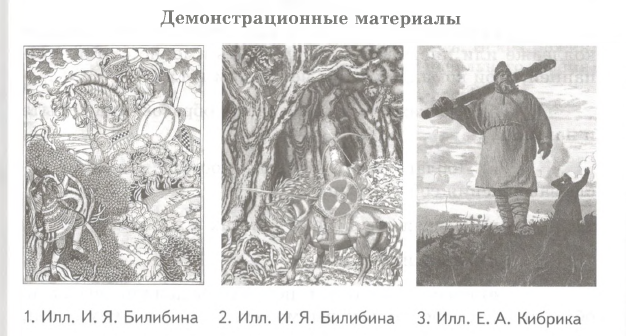 Демонстрационные материалы
1. Илл. И. Я. Билибина 2. Илл. И. Я. Билибина 3. Илл. Е. А. Кибрика